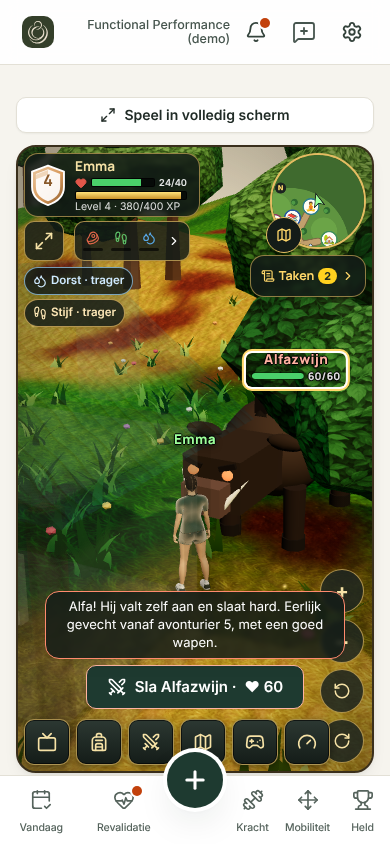 Functional Performance
(demo)
Speel in volledig scherm
4
Emma
24/40
Level 4 · 380/400 XP
N
Taken 2
Dorst · trager
Stijf · trager
Alfazwijn
60/60
Emma
Alfa! Hij valt zelf aan en slaat hard. Eerlijk
gevecht vanaf avonturier 5, met een goed
wapen.
Sla Alfazwijn · ♥ 60
Vandaag
Revalidatie
Kracht
Mobiliteit
Held